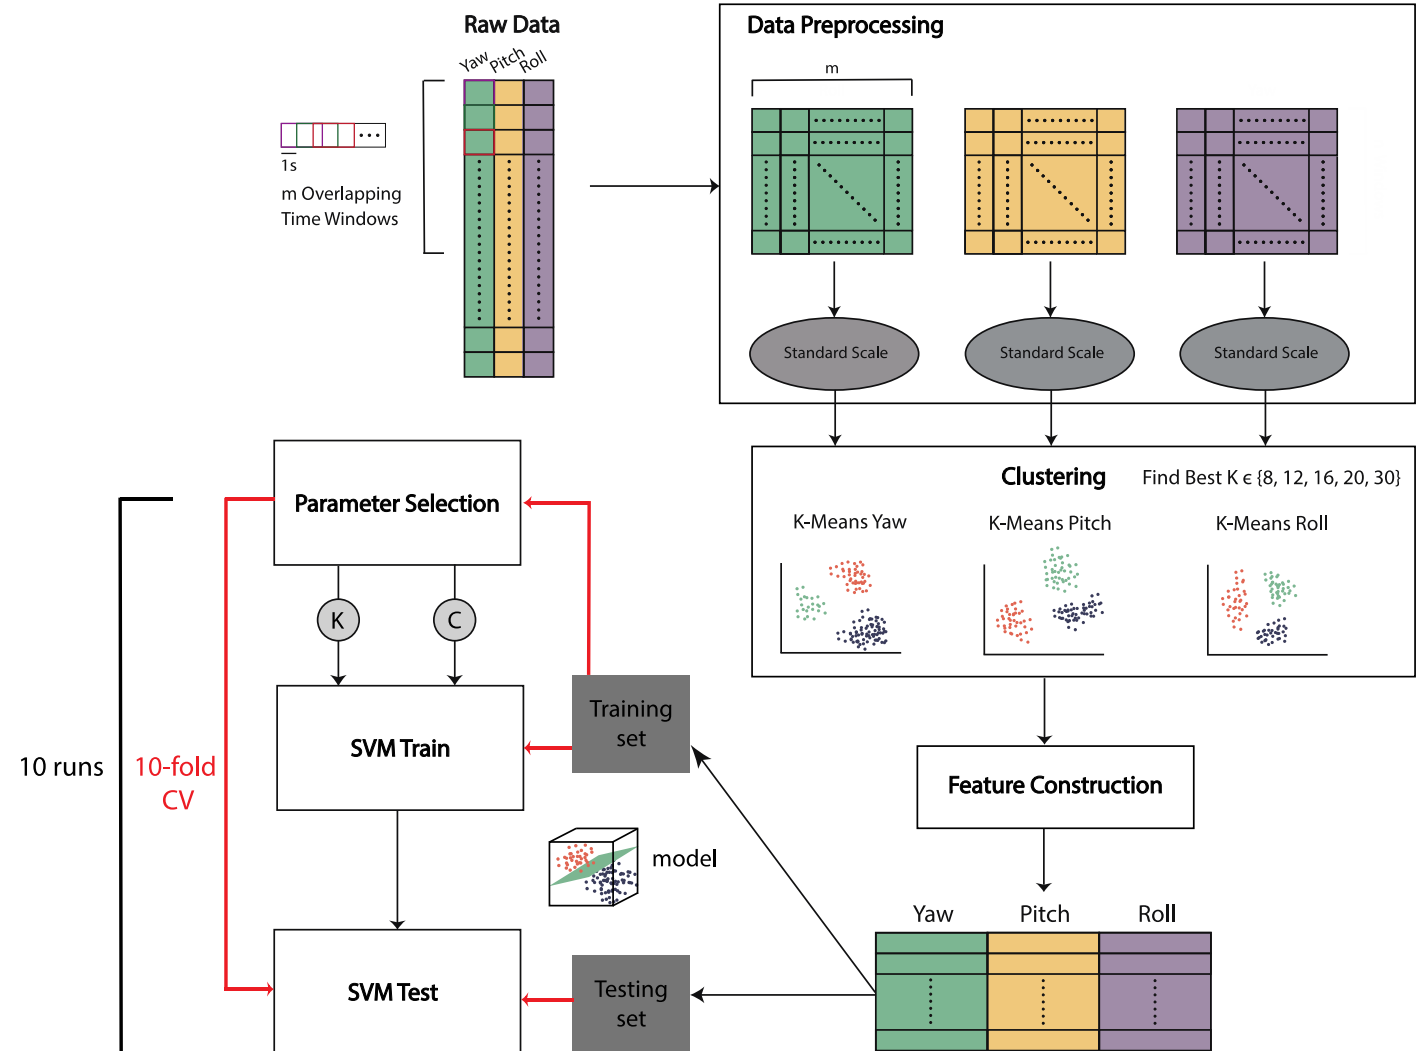 Raw Data
Yaw Pitch Roll
1s
m Overlapping
Time Windows
Data Preprocessing
m
Standard Scale
Standard Scale
Standard Scale
Clustering
Find Best K ϵ {8, 12, 16, 20, 30}
K-Means Yaw
K-Means Pitch
K-Means Roll
Feature Construction
Yaw
Pitch
Roll
Parameter Selection
K
C
SVM Train
Training
set
model
SVM Test
Testing
set
10 runs
10-fold
CV